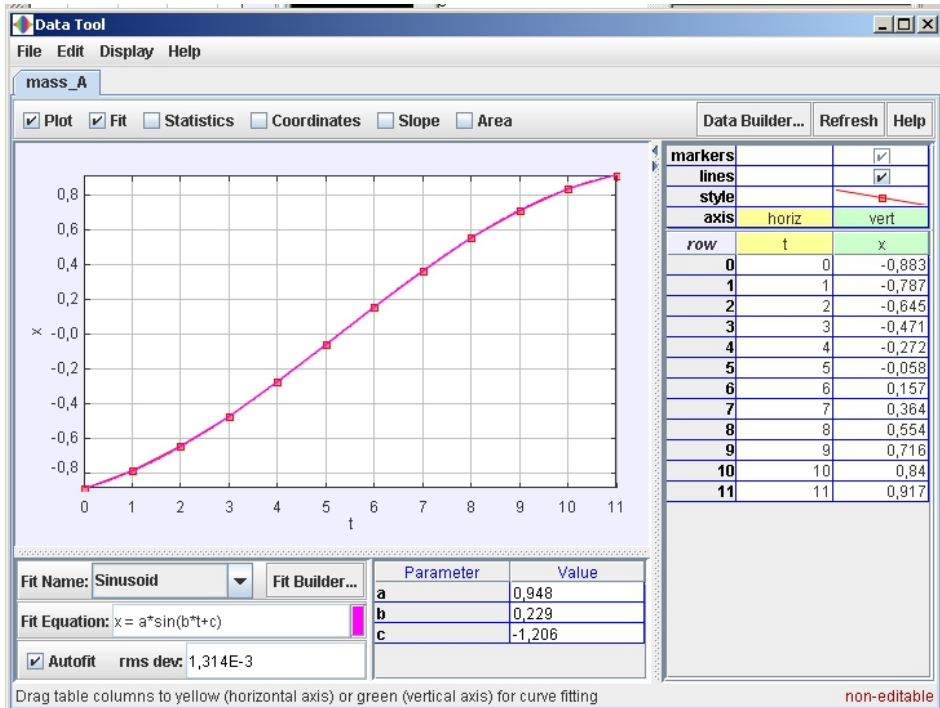 Data Tool
File Edit Display Help
mass_A
Plot Fit Statistics Coordinates Slope Area Data Builder... Refresh Help
0,8
0,6
0,4
0,2
-0,0
-0,2
-0,4
-0,6
-0,8
x
0 1 2 3 4 5 6 7 8 9 10 11
t
markers
lines
style
axis horiz vert
row t x
0 0 -0,883
1 1 -0,787
2 2 -0,645
3 3 -0,471
4 4 -0,272
5 5 -0,058
6 6 0,157
7 7 0,364
8 8 0,554
9 9 0,716
10 10 0,84
11 11 0,917
Fit Name: Sinusoid Fit Builder...
Fit Equation: x = a*sin(b*t+c)
Autofit rms dev: 1,314E-3
Parameter Value
a 0,948
b 0,229
c -1,206
Drag table columns to yellow (horizontal axis) or green (vertical axis) for curve fitting non-editable